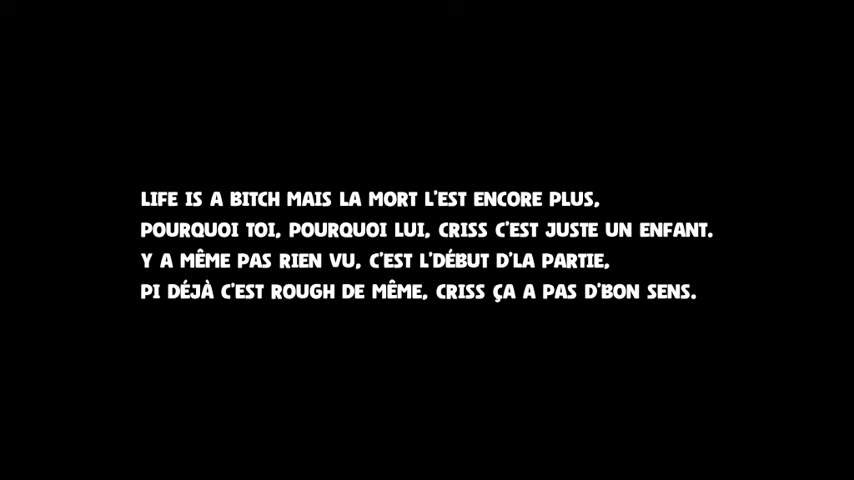 LIFE IS A BITCH MAIS LA MORT L'EST ENCORE PLUS,
POURQUOI TOI, POURQUOI LUI, CRISS C'EST JUSTE UN ENFANT.
Y A MÊME PAS RIEN VU, C'EST L'DÉBUT D'LA PARTIE,
PI DÉJÀ C'EST ROUGH DE MÊME, CRISS ÇA A PAS D'BON SENS.